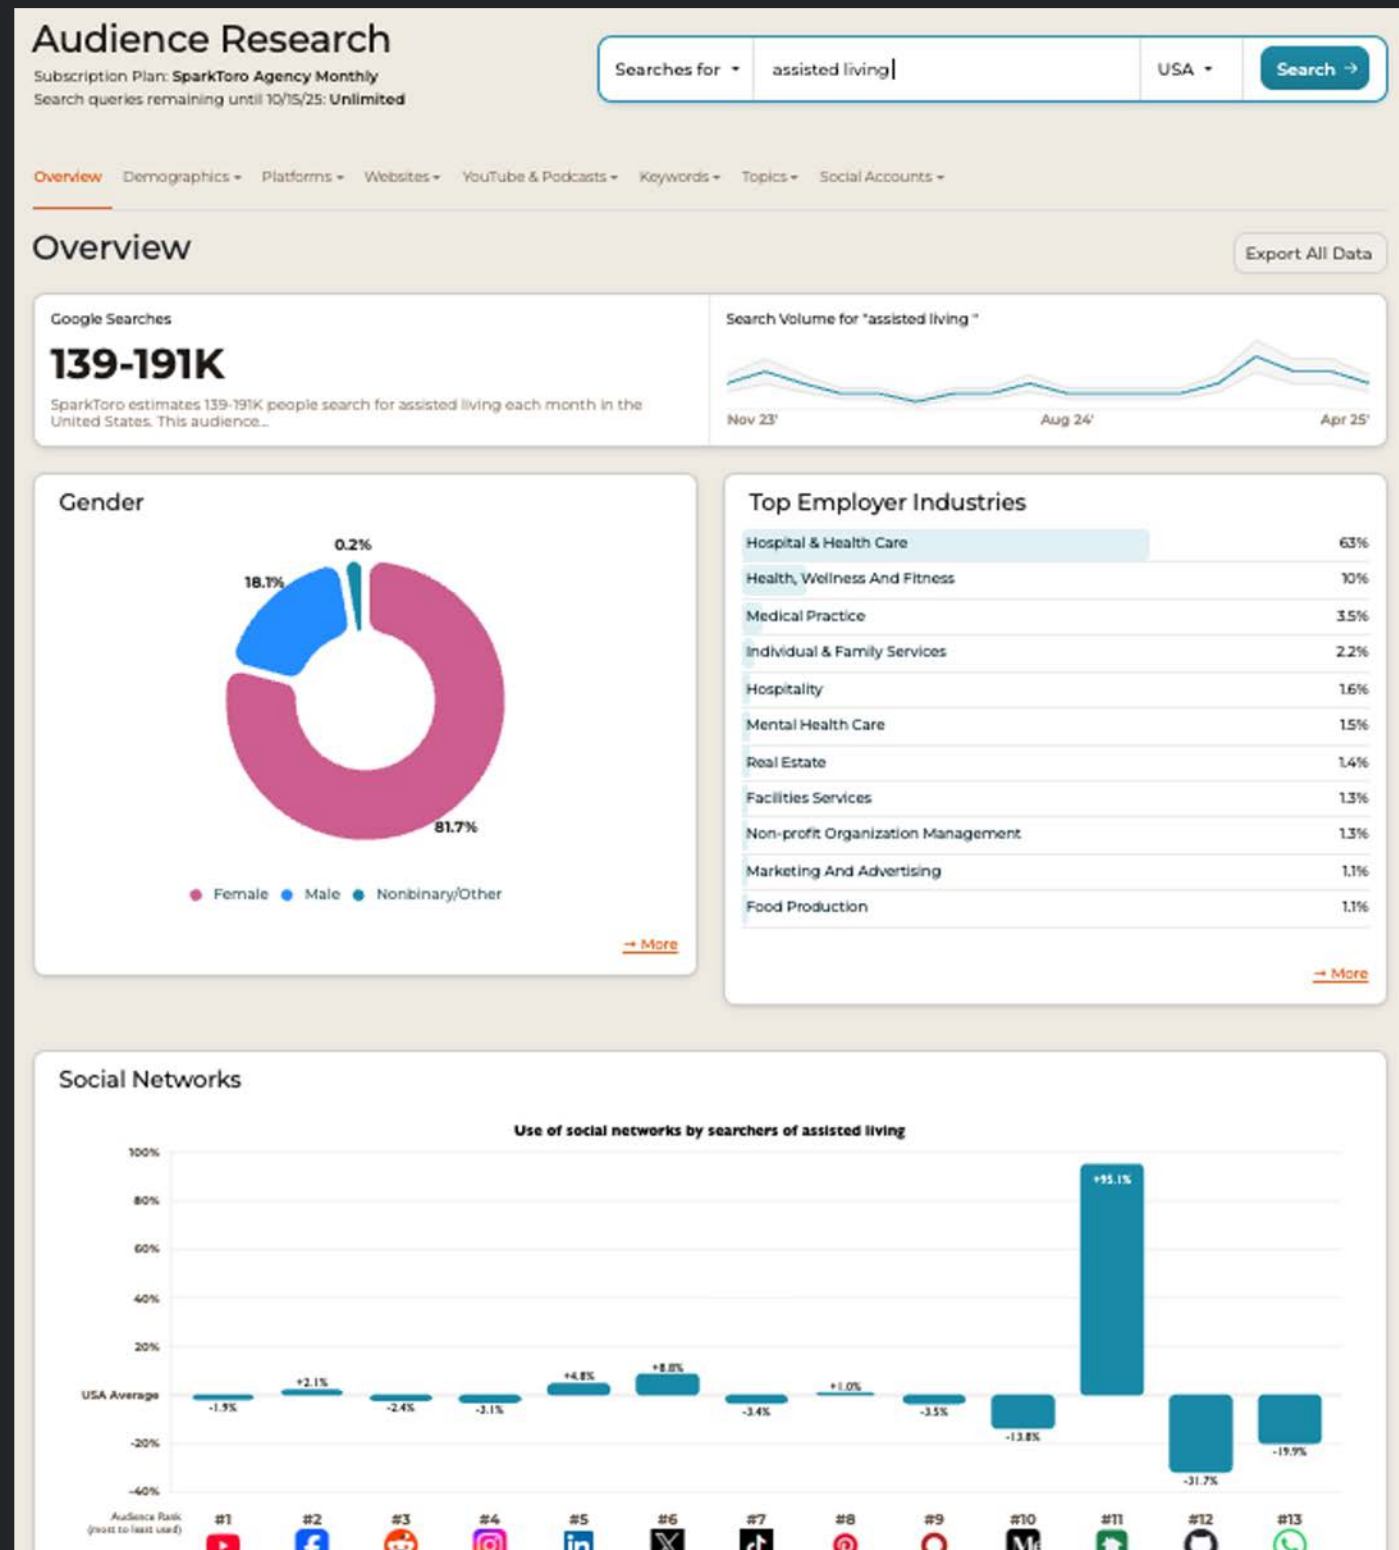 Audience Research
Subscription Plan: SparkToro Agency Monthly
Search queries remaining until 10/15/25: Unlimited
Searches for
assisted living
USA
Search →
Overview Demographics Platforms Websites YouTube & Podcasts Keywords Topics Social Accounts
Overview
Export All Data
Google Searches
139-191K
SparkToro estimates 139-191K people search for assisted living each month in the
United States. This audience...
Search Volume for "assisted living "
Nov 23' Aug 24' Apr 25'
Gender
0.2%
18.1%
81.7%
Female Male Nonbinary/Other
→ More
Top Employer Industries
Hospital & Health Care 63%
Health, Wellness And Fitness 10%
Medical Practice 3.5%
Individual & Family Services 2.2%
Hospitality 1.6%
Mental Health Care 1.5%
Real Estate 1.4%
Facilities Services 1.3%
Non-profit Organization Management 1.3%
Marketing And Advertising 1.1%
Food Production 1.1%
→ More
Social Networks
Use of social networks by searchers of assisted living
100%
80%
60%
40%
20%
USA Average
-20%
-40%
-1.9% +2.1% -2.4% -3.1% +4.8% -3.4% +1.0% -3.5% -13.8% +95.1% -31.7% -19.9%
Audience Rank
(most to least used)
#1 #2 #3 #4 #5 #6 #7 #8 #9 #10 #11 #12 #13